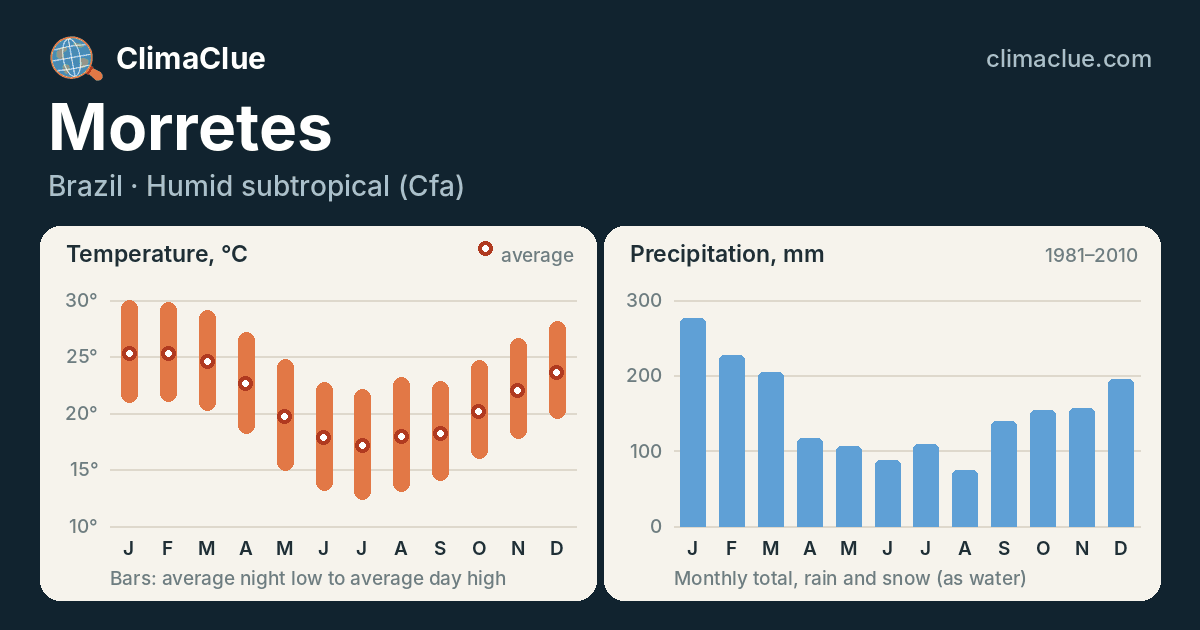 ClimaClue
climaclue.com
Morretes
Brazil · Humid subtropical (Cfa)
Temperature, °C
average
30°
25°
20°
15°
10°
J F M A M J J A S O N D
Bars: average night low to average day high
Precipitation, mm
1981–2010
300
200
100
0
J F M A M J J A S O N D
Monthly total, rain and snow (as water)